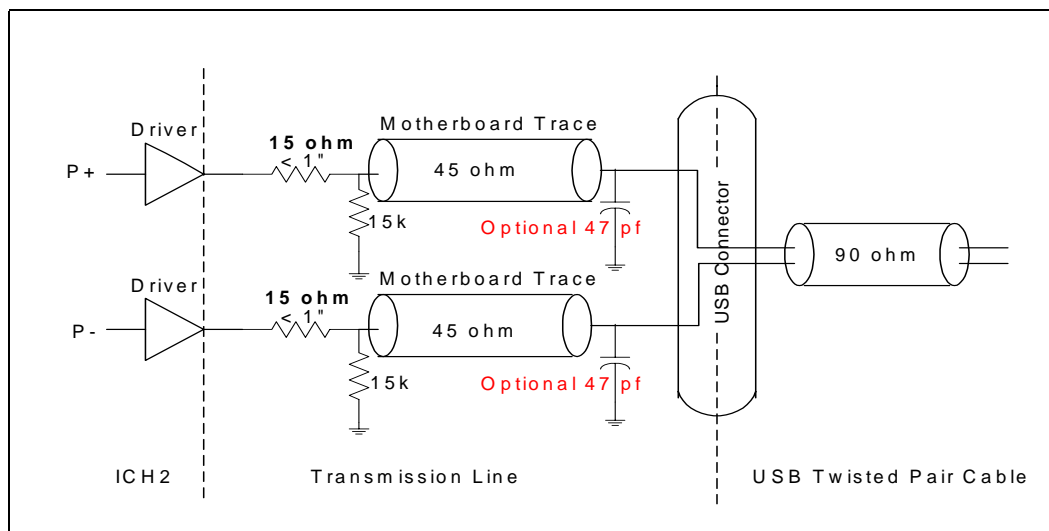 Driver
15 ohm
< 1"
Motherboard Trace
P+
45 ohm
15k
Optional 47 pf
USB Connector
90 ohm
Driver
15 ohm
< 1"
Motherboard Trace
P-
45 ohm
15k
Optional 47 pf
ICH2
Transmission Line
USB Twisted Pair Cable